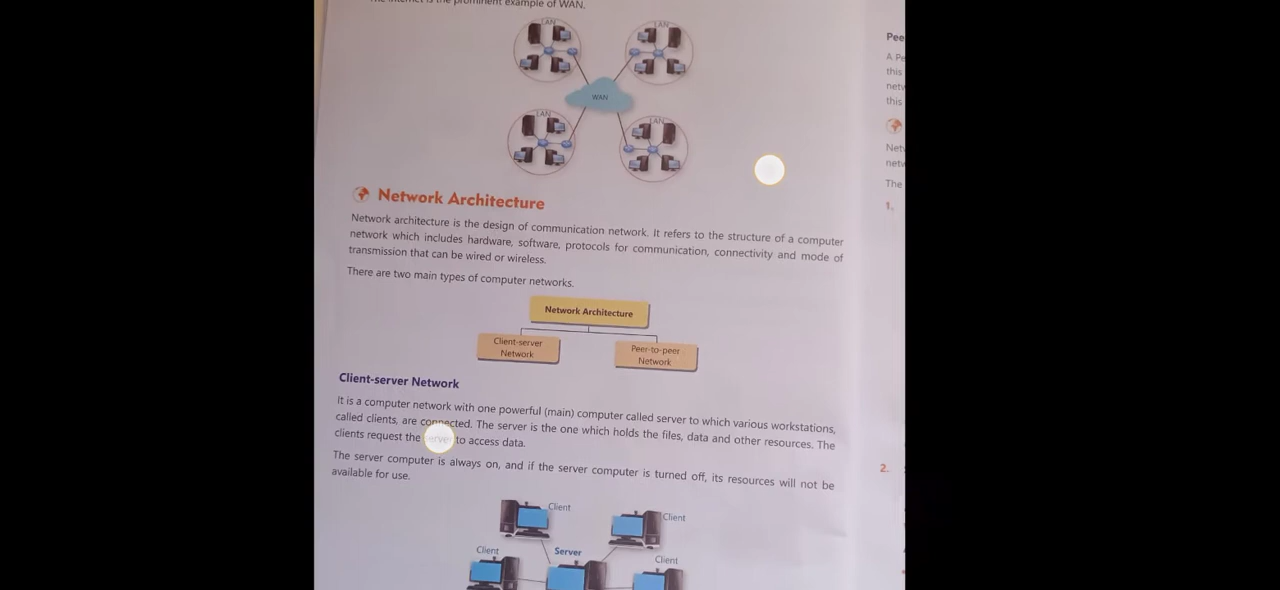 The internet is the prominent example of WAN.
LAN
LAN
WAN
LAN
LAN
Network Architecture
Network architecture is the design of communication network. It refers to the structure of a computer
network which includes hardware, software, protocols for communication, connectivity and mode of
transmission that can be wired or wireless.
There are two main types of computer networks.
Network Architecture
Client-server
Network
Peer-to-peer
Network
Client-server Network
It is a computer network with one powerful (main) computer called server to which various workstations,
called clients, are connected. The server is the one which holds the files, data and other resources. The
clients request the server to access data.
The server computer is always on, and if the server computer is turned off, its resources will not be
available for use.
Client
Client
Client
Server
Client
Pee
A Pe
this
netw
this
Net
netw
The
1.
2.